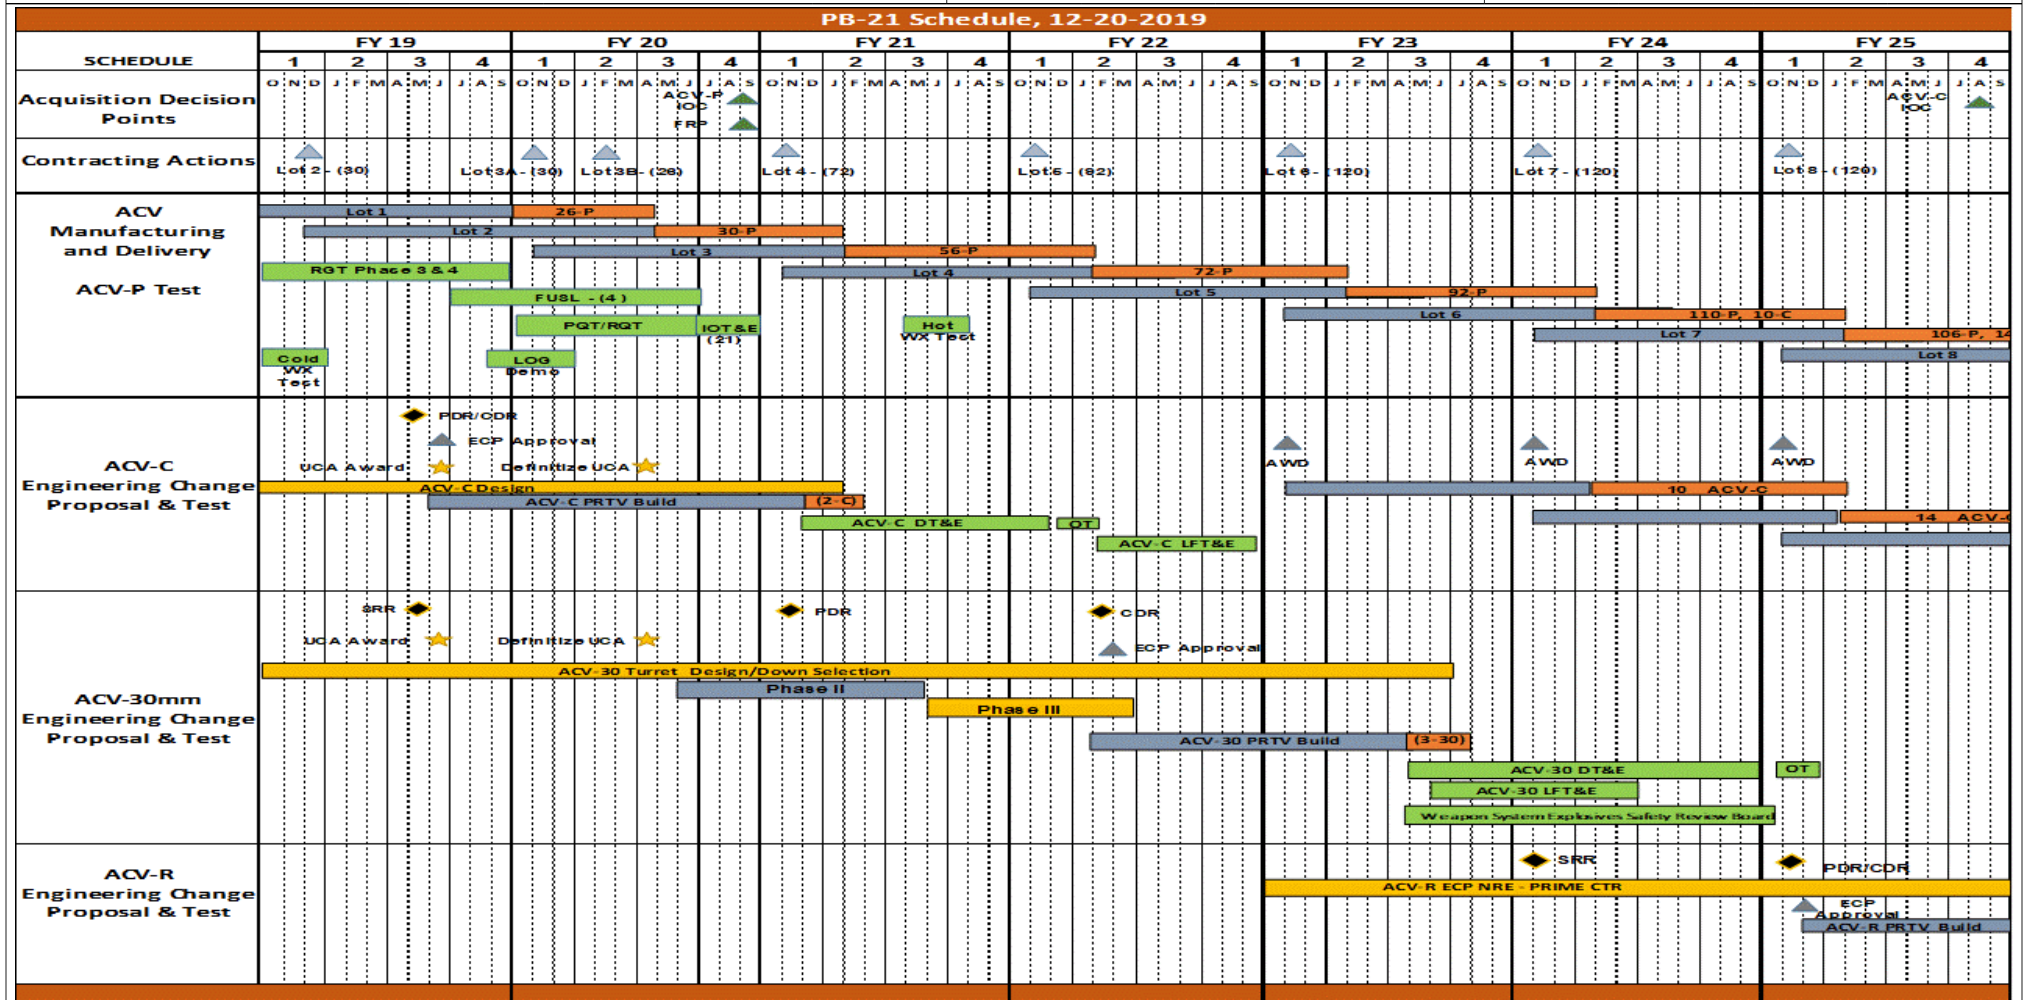 PB-21 Schedule, 12-20-2019
FY 19 FY 20 FY 21 FY 22 FY 23 FY 24 FY 25
SCHEDULE 1 2 3 4 1 2 3 4 1 2 3 4 1 2 3 4 1 2 3 4 1 2 3 4 1 2 3 4
O N D J F M A M J J A S O N D J F M A M J J A S O N D J F M A M J J A S O N D J F M A M J J A S O N D J F M A M J J A S O N D J F M A M J J A S O N D J F M A M J J A S
Acquisition Decision
Points
ACV-P
IOC
FRP
ACV-C
IOC
Contracting Actions
Lot 2 - (30) Lot 3A - (30) Lot 3B - (26) Lot 4 - (72) Lot 5 - (92) Lot 6 - (120) Lot 7 - (120) Lot 8 - (120)
ACV
Manufacturing
and Delivery
ACV-P Test
Lot 1 26-P
Lot 2 30-P
Lot 3 56-P
RGT Phase 3 & 4
Lot 4 72-P
FUSL - (4)
Lot 5 92-P
Lot 6 110-P, 10-C
PQT/RQT
IOT&E
(21)
Hot
WX Test
Lot 7 106-P, 14
Lot 8
Cold
WX
Test
LOG
Demo
ACV-C
Engineering Change
Proposal & Test
PDR/CDR
ECP Approval
UCA Award
Definitize UCA
AWD AWD AWD
ACV-C Design
ACV-C PRTV Build (2-C)
10 ACV-C
ACV-C DT&E OT
14 ACV-C
ACV-C LFT&E
ACV-30mm
Engineering Change
Proposal & Test
SRR PDR CDR
UCA Award
Definitize UCA
ECP Approval
ACV-30 Turret Design/Down Selection
Phase II
Phase III
ACV-30 PRTV Build (3-30)
ACV-30 DT&E OT
ACV-30 LFT&E
Weapon System Explosives Safety Review Board
ACV-R
Engineering Change
Proposal & Test
SRR PDR/CDR
ACV-R ECP NRE - PRIME CTR
ECP
Approval
ACV-R PRTV Build